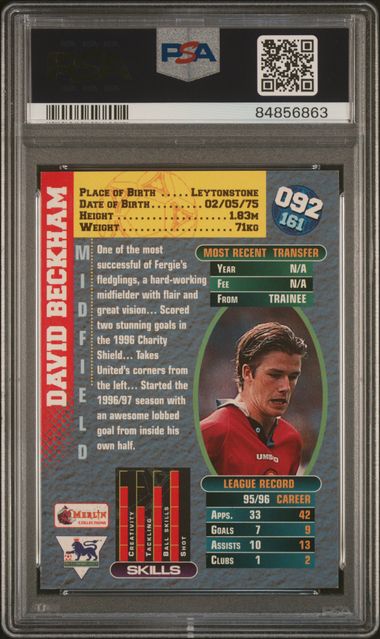 PSA
84856863
DAVID BECKHAM
MIDFIELD
PLACE OF BIRTH ..... LEYTONSTONE
DATE OF BIRTH ........... 02/05/75
HEIGHT ........................ 1.83M
WEIGHT ......................... 71KG
092
161
One of the most
successful of Fergie's
fledglings, a hard-working
midfielder with flair and
great vision... Scored
two stunning goals in
the 1996 Charity
Shield... Takes
United's corners from
the left... Started the
1996/97 season with
an awesome lobbed
goal from inside his
own half.
MOST RECENT TRANSFER
YEAR N/A
FEE N/A
FROM TRAINEE
UMBRO
LEAGUE RECORD
95/96 CAREER
APPS. 33 42
GOALS 7 9
ASSISTS 10 13
CLUBS 1 2
MERLIN
COLLECTIONS
CREATIVITY
TACKLING
BALL SKILLS
SHOT
SKILLS